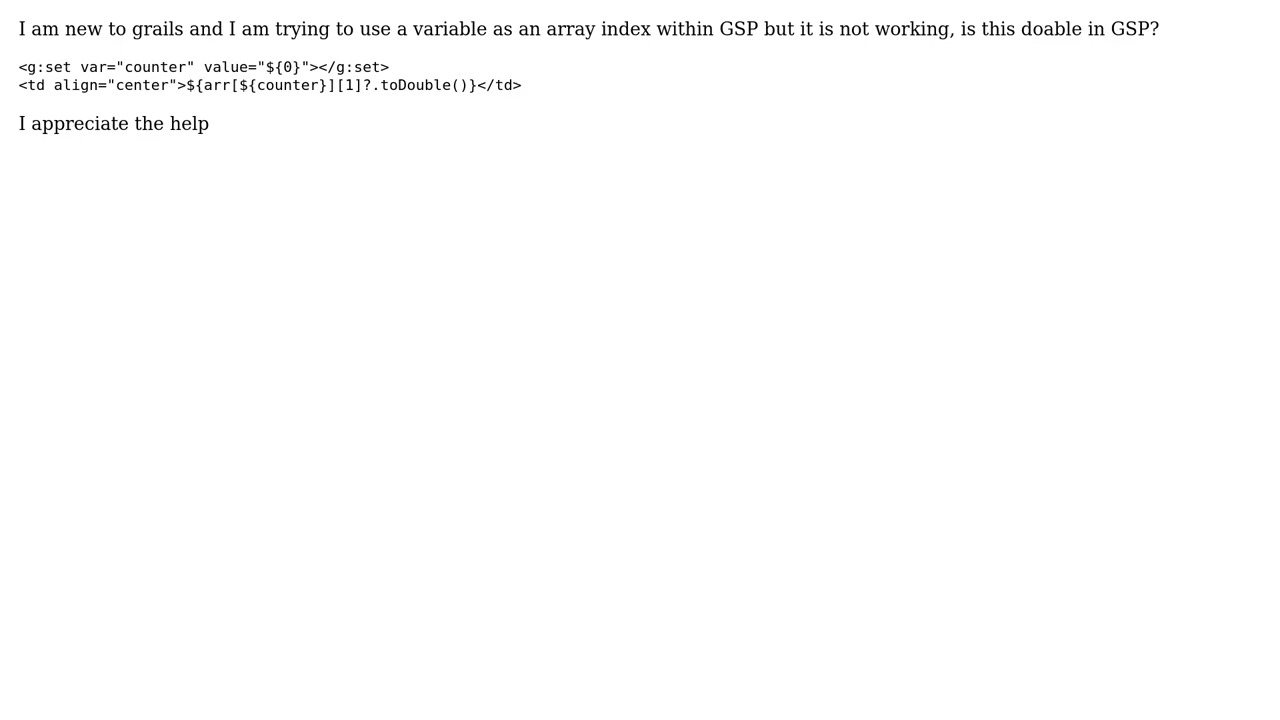 I am new to grails and I am trying to use a variable as an array index within GSP but it is not working, is this doable in GSP?
<g:set var="counter" value="${0}"></g:set>
<td align="center">${arr[${counter}][1]?.toDouble()}</td>
I appreciate the help